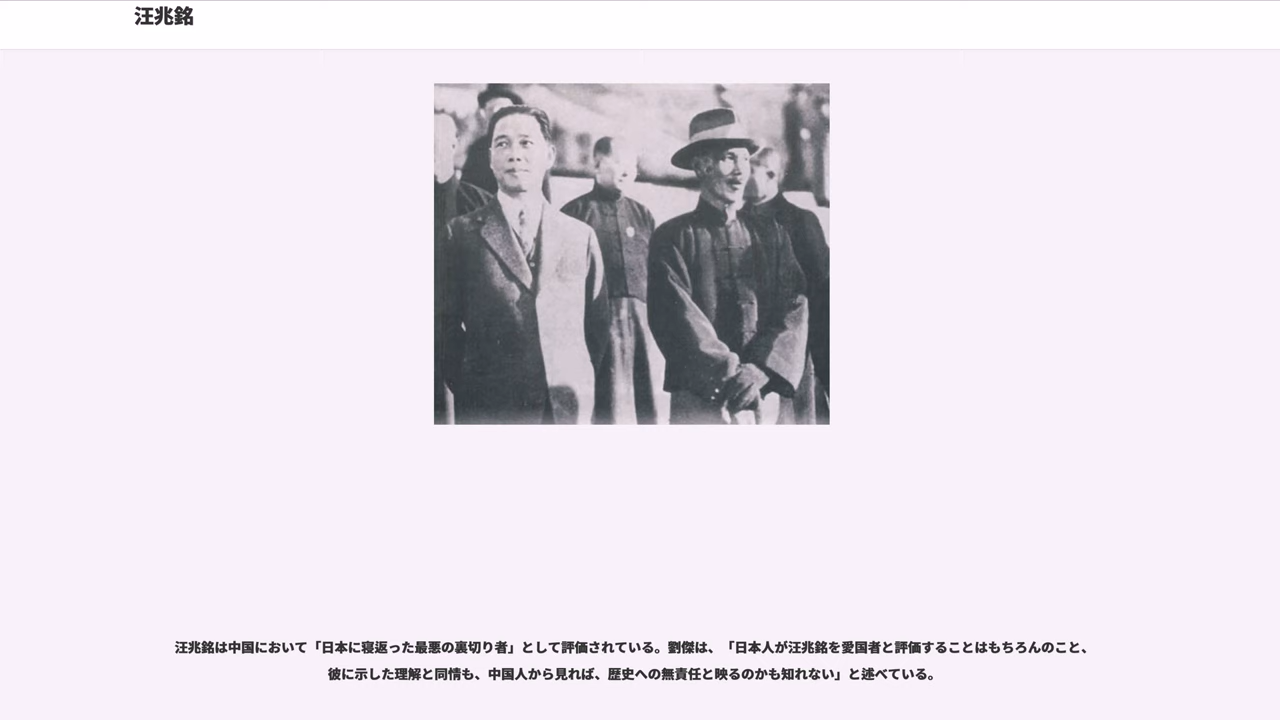 汪兆銘
汪兆銘は中国において「日本に寝返った最悪の裏切り者」として評価されている。劉傑は、「日本人が汪兆銘を愛国者と評価することはもちろんのこと、
彼に示した理解と同情も、中国人から見れば、歴史への無責任と映るのかも知れない」と述べている。